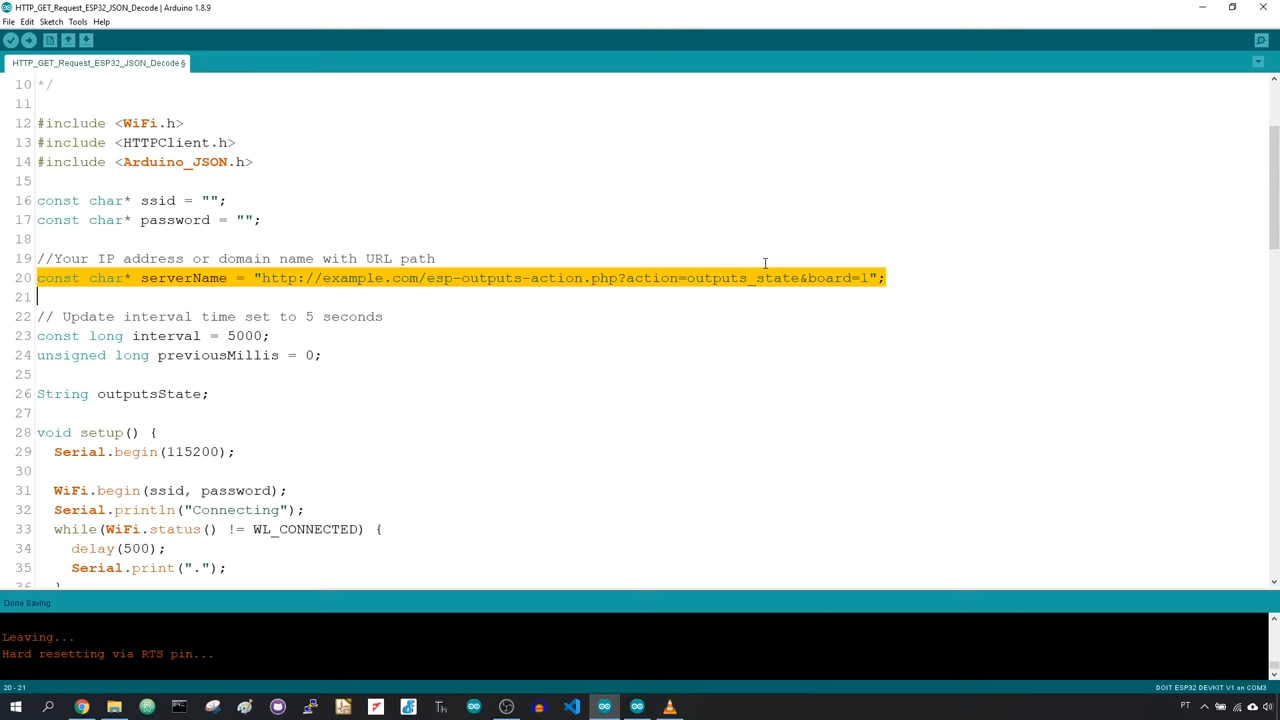 HTTP_GET_Request_ESP32_JSON_Decode | Arduino 1.8.9
File Edit Sketch Tools Help
HTTP_GET_Request_ESP32_JSON_Decode §
10 */
11
12 #include <WiFi.h>
13 #include <HTTPClient.h>
14 #include <Arduino_JSON.h>
15
16 const char* ssid = "";
17 const char* password = "";
18
19 //Your IP address or domain name with URL path
20 const char* serverName = "http://example.com/esp-outputs-action.php?action=outputs_state&board=1";
21
22 // Update interval time set to 5 seconds
23 const long interval = 5000;
24 unsigned long previousMillis = 0;
25
26 String outputsState;
27
28 void setup() {
29 Serial.begin(115200);
30
31 WiFi.begin(ssid, password);
32 Serial.println("Connecting");
33 while(WiFi.status() != WL_CONNECTED) {
34 delay(500);
35 Serial.print(".");
36 }
Done Saving.
Leaving...
Hard resetting via RTS pin...
20 - 21
DOIT ESP32 DEVKIT V1 on COM3
PT